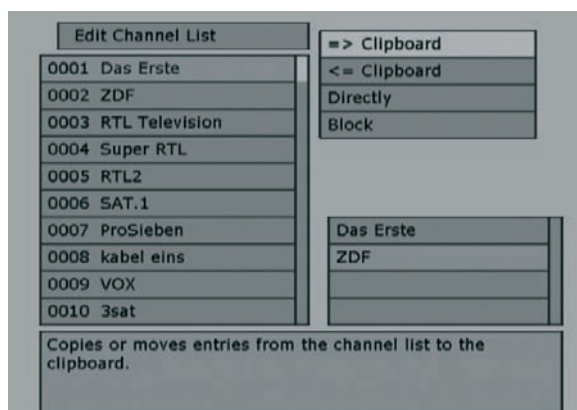 Edit Channel List
0001 Das Erste
0002 ZDF
0003 RTL Television
0004 Super RTL
0005 RTL2
0006 SAT.1
0007 ProSieben
0008 kabel eins
0009 VOX
0010 3sat
=> Clipboard
<= Clipboard
Directly
Block
Das Erste
ZDF
Copies or moves entries from the channel list to the
clipboard.